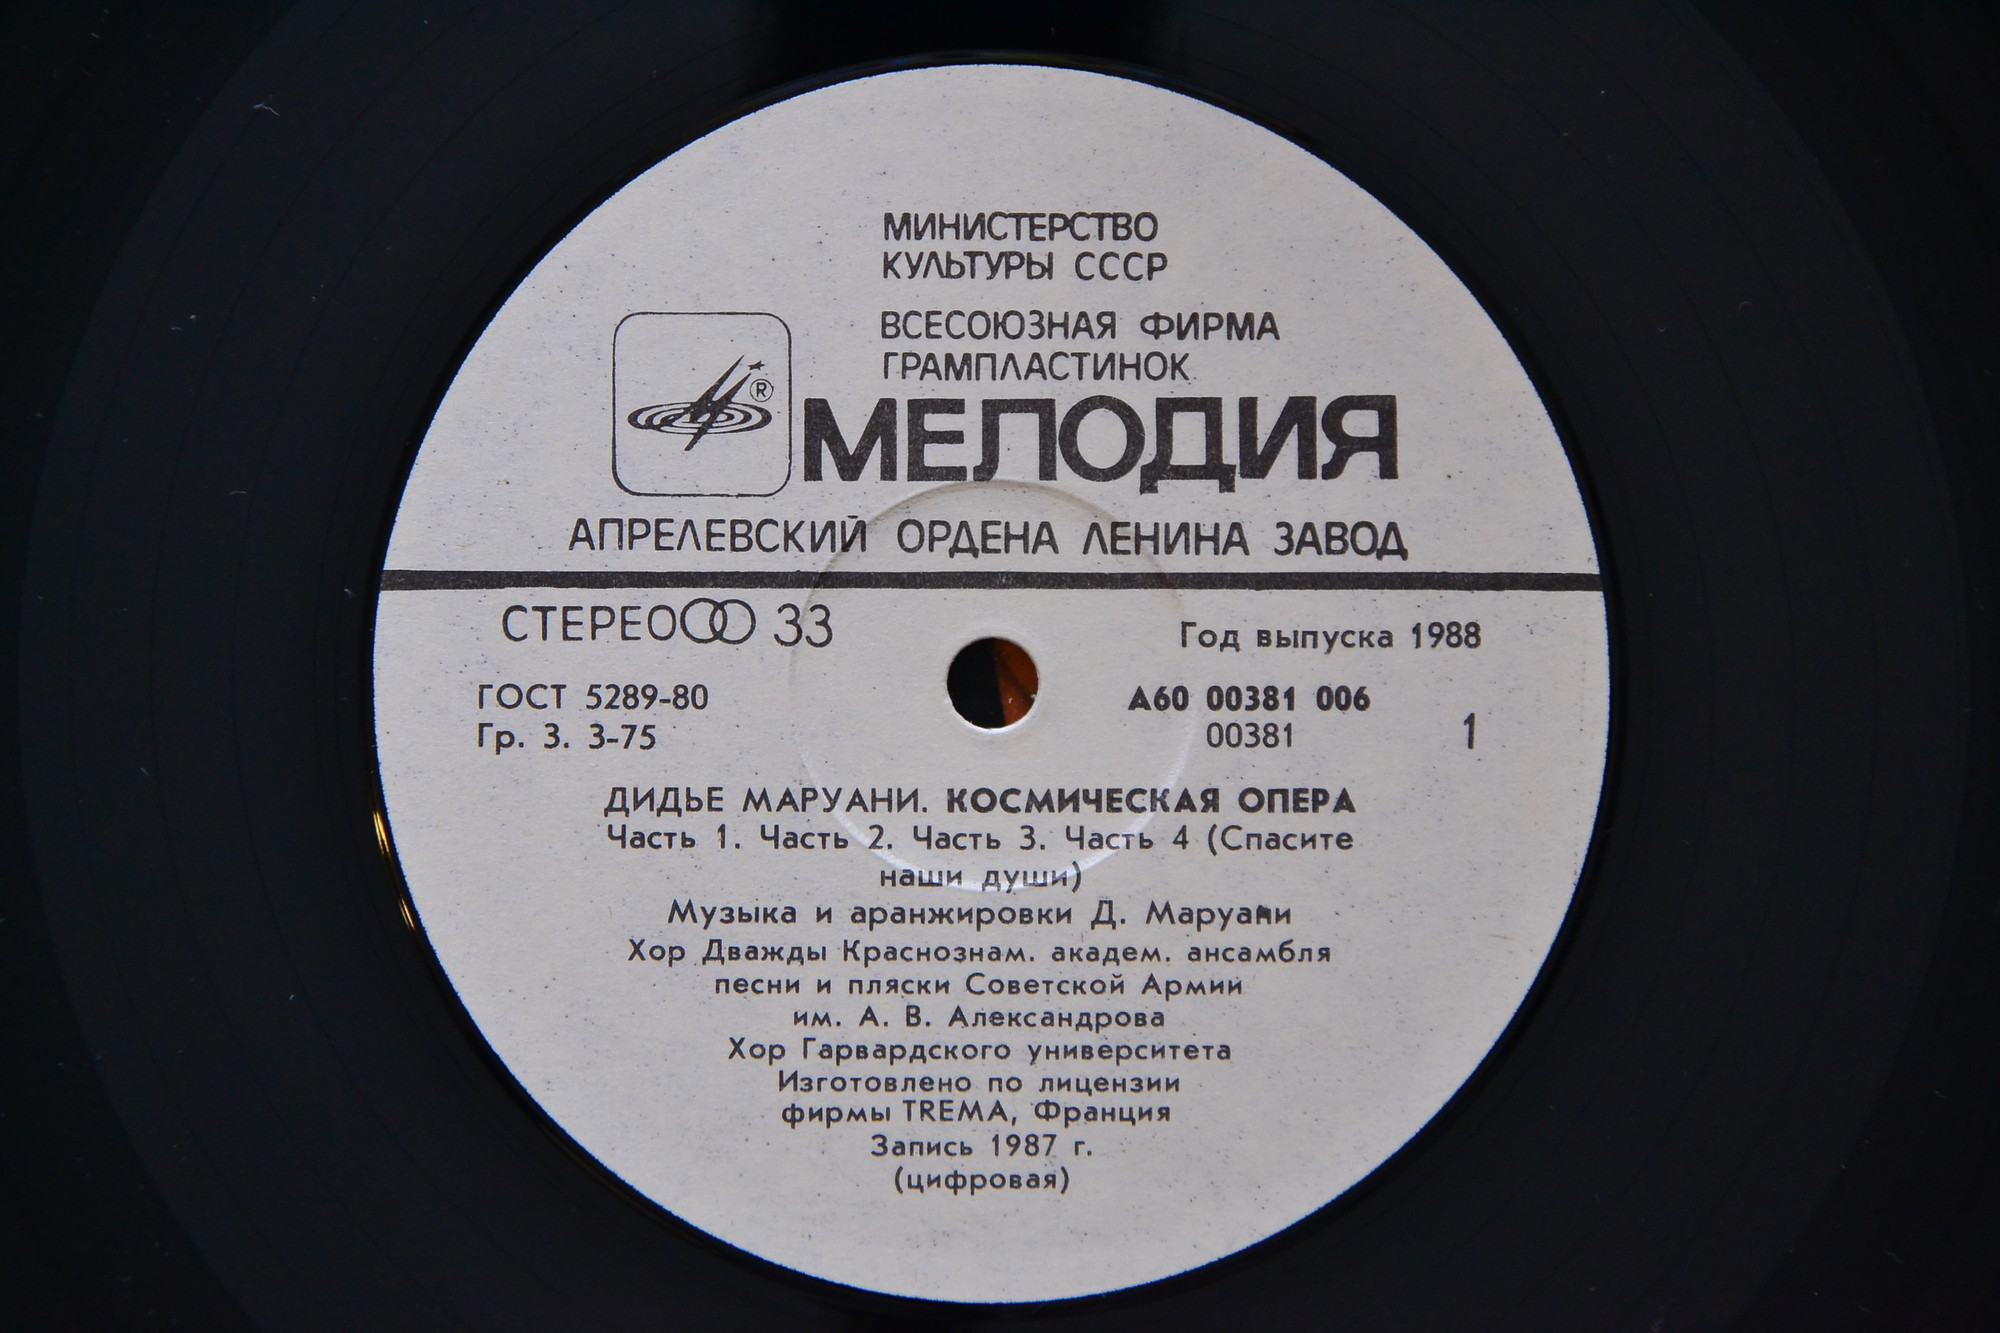 МИНИСТЕРСТВО
КУЛЬТУРЫ СССР
ВСЕСОЮЗНАЯ ФИРМА
ГРАМПЛАСТИНОК
®
МЕЛОДИЯ
АПРЕЛЕВСКИЙ ОРДЕНА ЛЕНИНА ЗАВОД
СТЕРЕО 33
Год выпуска 1988
ГОСТ 5289-80
А60 00381 006
Гр. 3. 3-75
00381
1
ДИДЬЕ МАРУАНИ. КОСМИЧЕСКАЯ ОПЕРА
Часть 1. Часть 2. Часть 3. Часть 4 (Спасите
наши души)
Музыка и аранжировки Д. Маруани
Хор Дважды Краснознам. академ. ансамбля
песни и пляски Советской Армии
им. А. В. Александрова
Хор Гарвардского университета
Изготовлено по лицензии
фирмы TREMA, Франция
Запись 1987 г.
(цифровая)